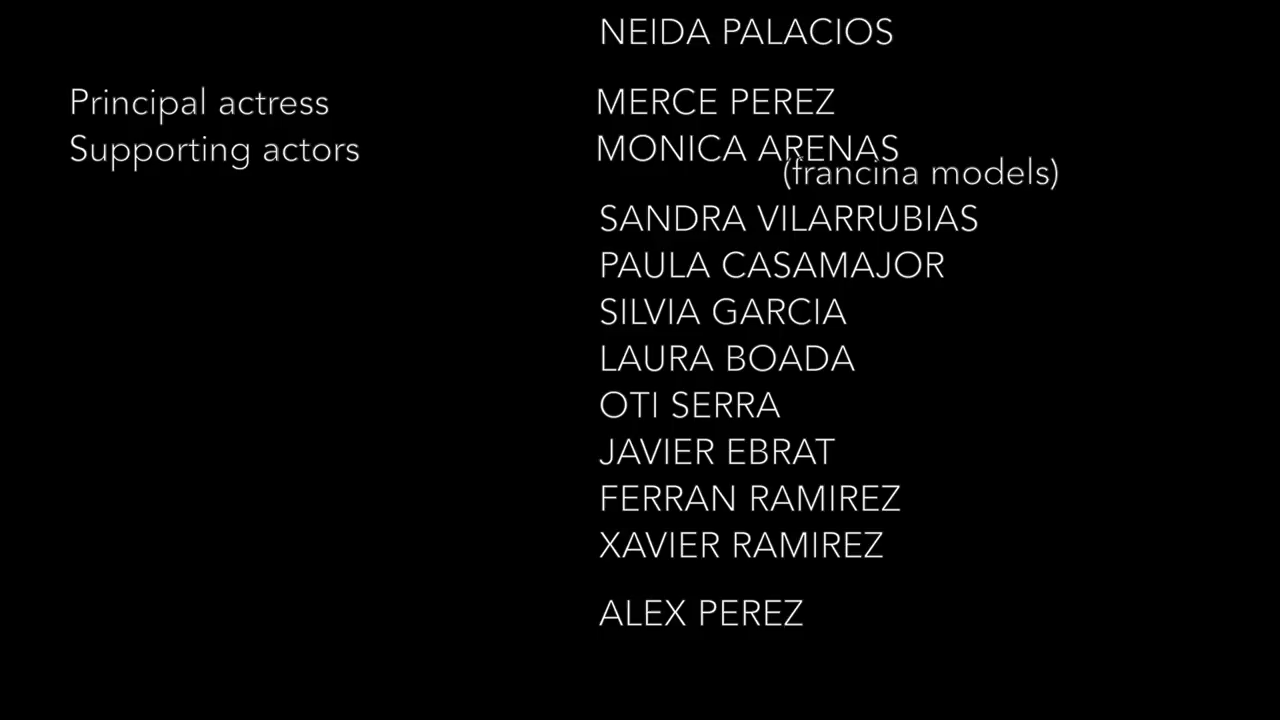 NEIDA PALACIOS
Principal actress MERCE PEREZ
Supporting actors MONICA ARENAS
(francina models)
SANDRA VILARRUBIAS
PAULA CASAMAJOR
SILVIA GARCIA
LAURA BOADA
OTI SERRA
JAVIER EBRAT
FERRAN RAMIREZ
XAVIER RAMIREZ
ALEX PEREZ